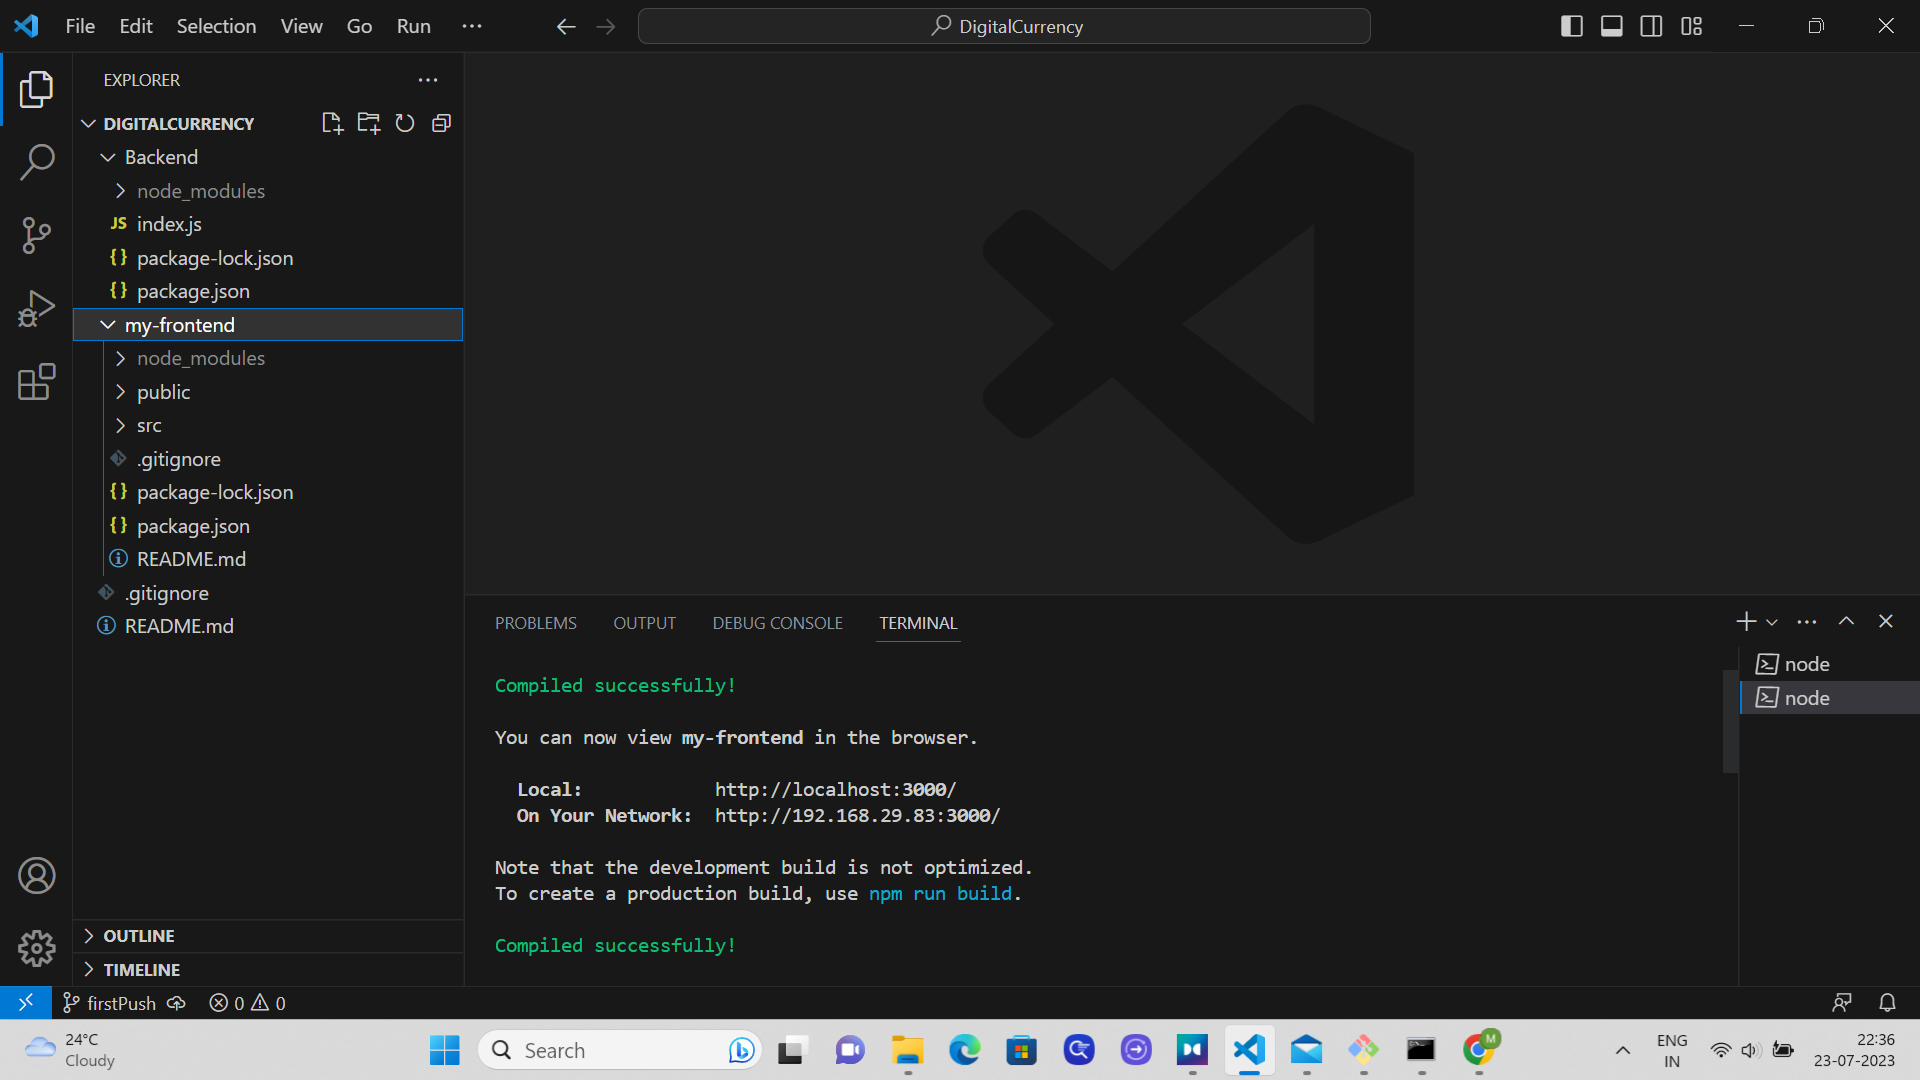 File Edit Selection View Go Run ···
DigitalCurrency
EXPLORER
DIGITALCURRENCY
Backend
node_modules
JS index.js
{} package-lock.json
{} package.json
my-frontend
node_modules
public
src
.gitignore
{} package-lock.json
{} package.json
README.md
.gitignore
README.md
OUTLINE
TIMELINE
PROBLEMS OUTPUT DEBUG CONSOLE TERMINAL
node
node
Compiled successfully!
You can now view my-frontend in the browser.
Local: http://localhost:3000/
On Your Network: http://192.168.29.83:3000/
Note that the development build is not optimized.
To create a production build, use npm run build.
Compiled successfully!
firstPush 0 0
24°C
Cloudy
Search
M
ENG
IN
22:36
23-07-2023